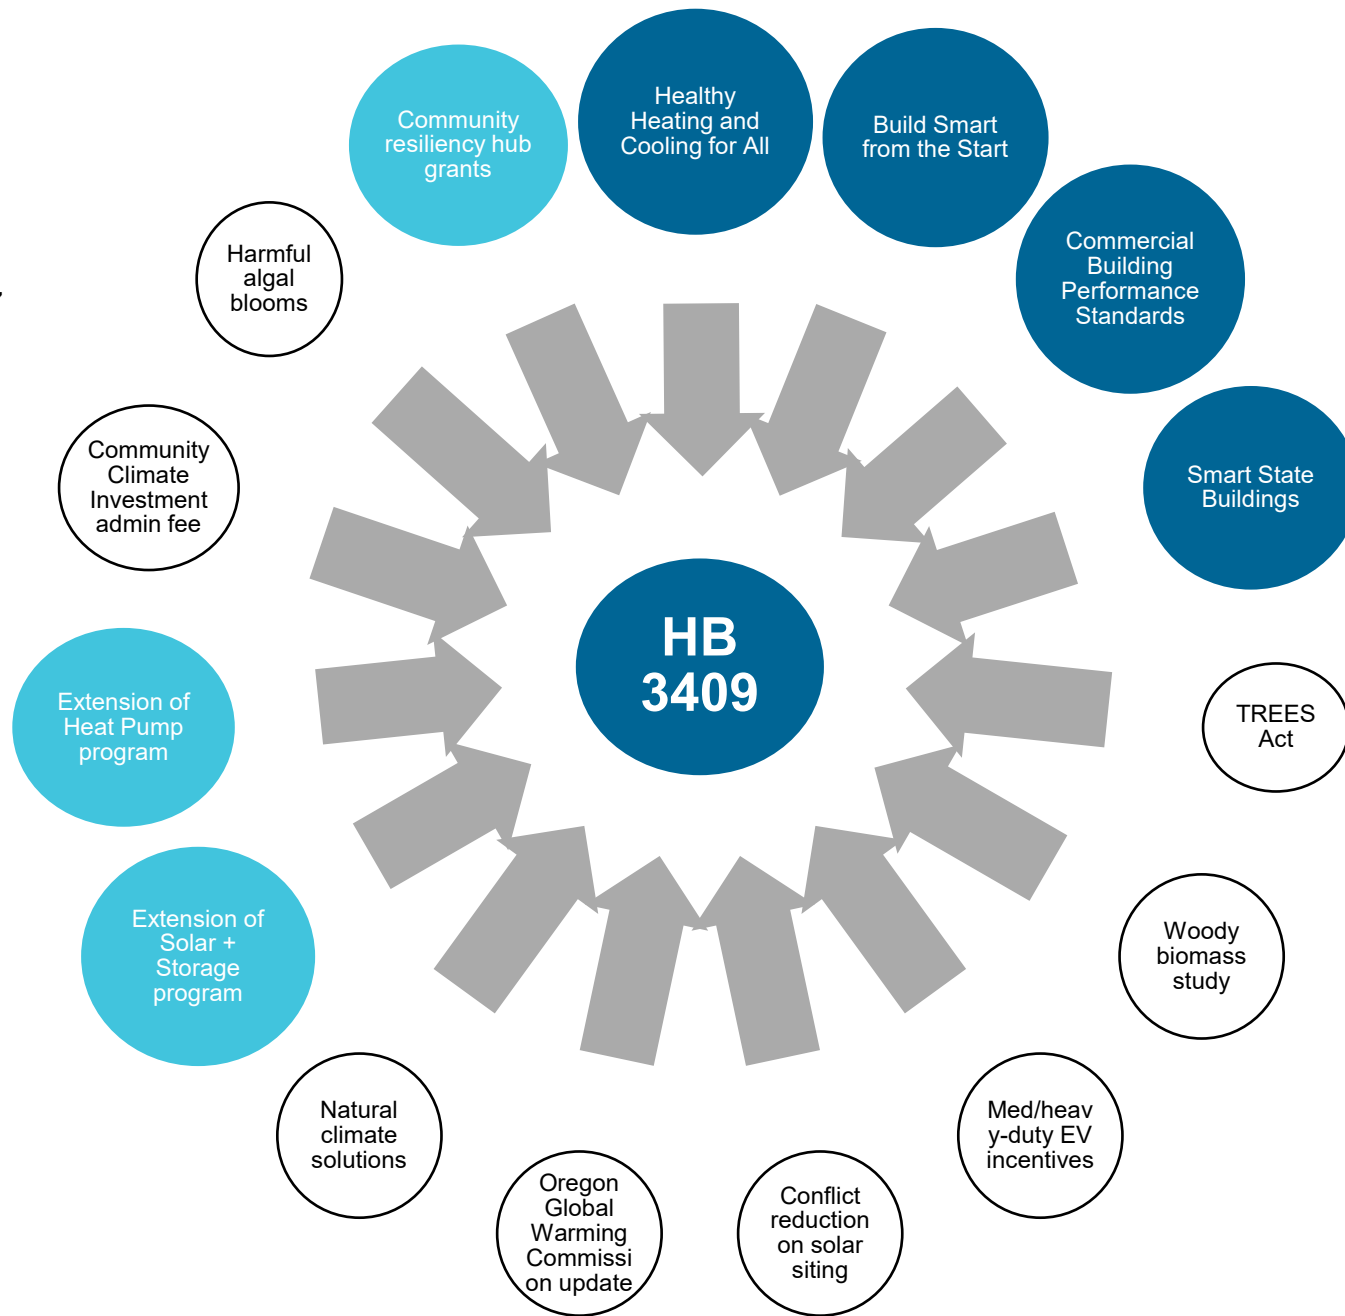 Healthy
Heating and
Cooling for All
Build Smart
from the Start
Commercial
Building
Performance
Standards
Smart State
Buildings
TREES
Act
Woody
biomass
study
Med/heav
y-duty EV
incentives
Conflict
reduction
on solar
siting
Oregon
Global
Warming
Commissi
on update
Natural
climate
solutions
Extension of
Solar +
Storage
program
Extension of
Heat Pump
program
Community
Climate
Investment
admin fee
Harmful
algal
blooms
Community
resiliency hub
grants
HB
3409